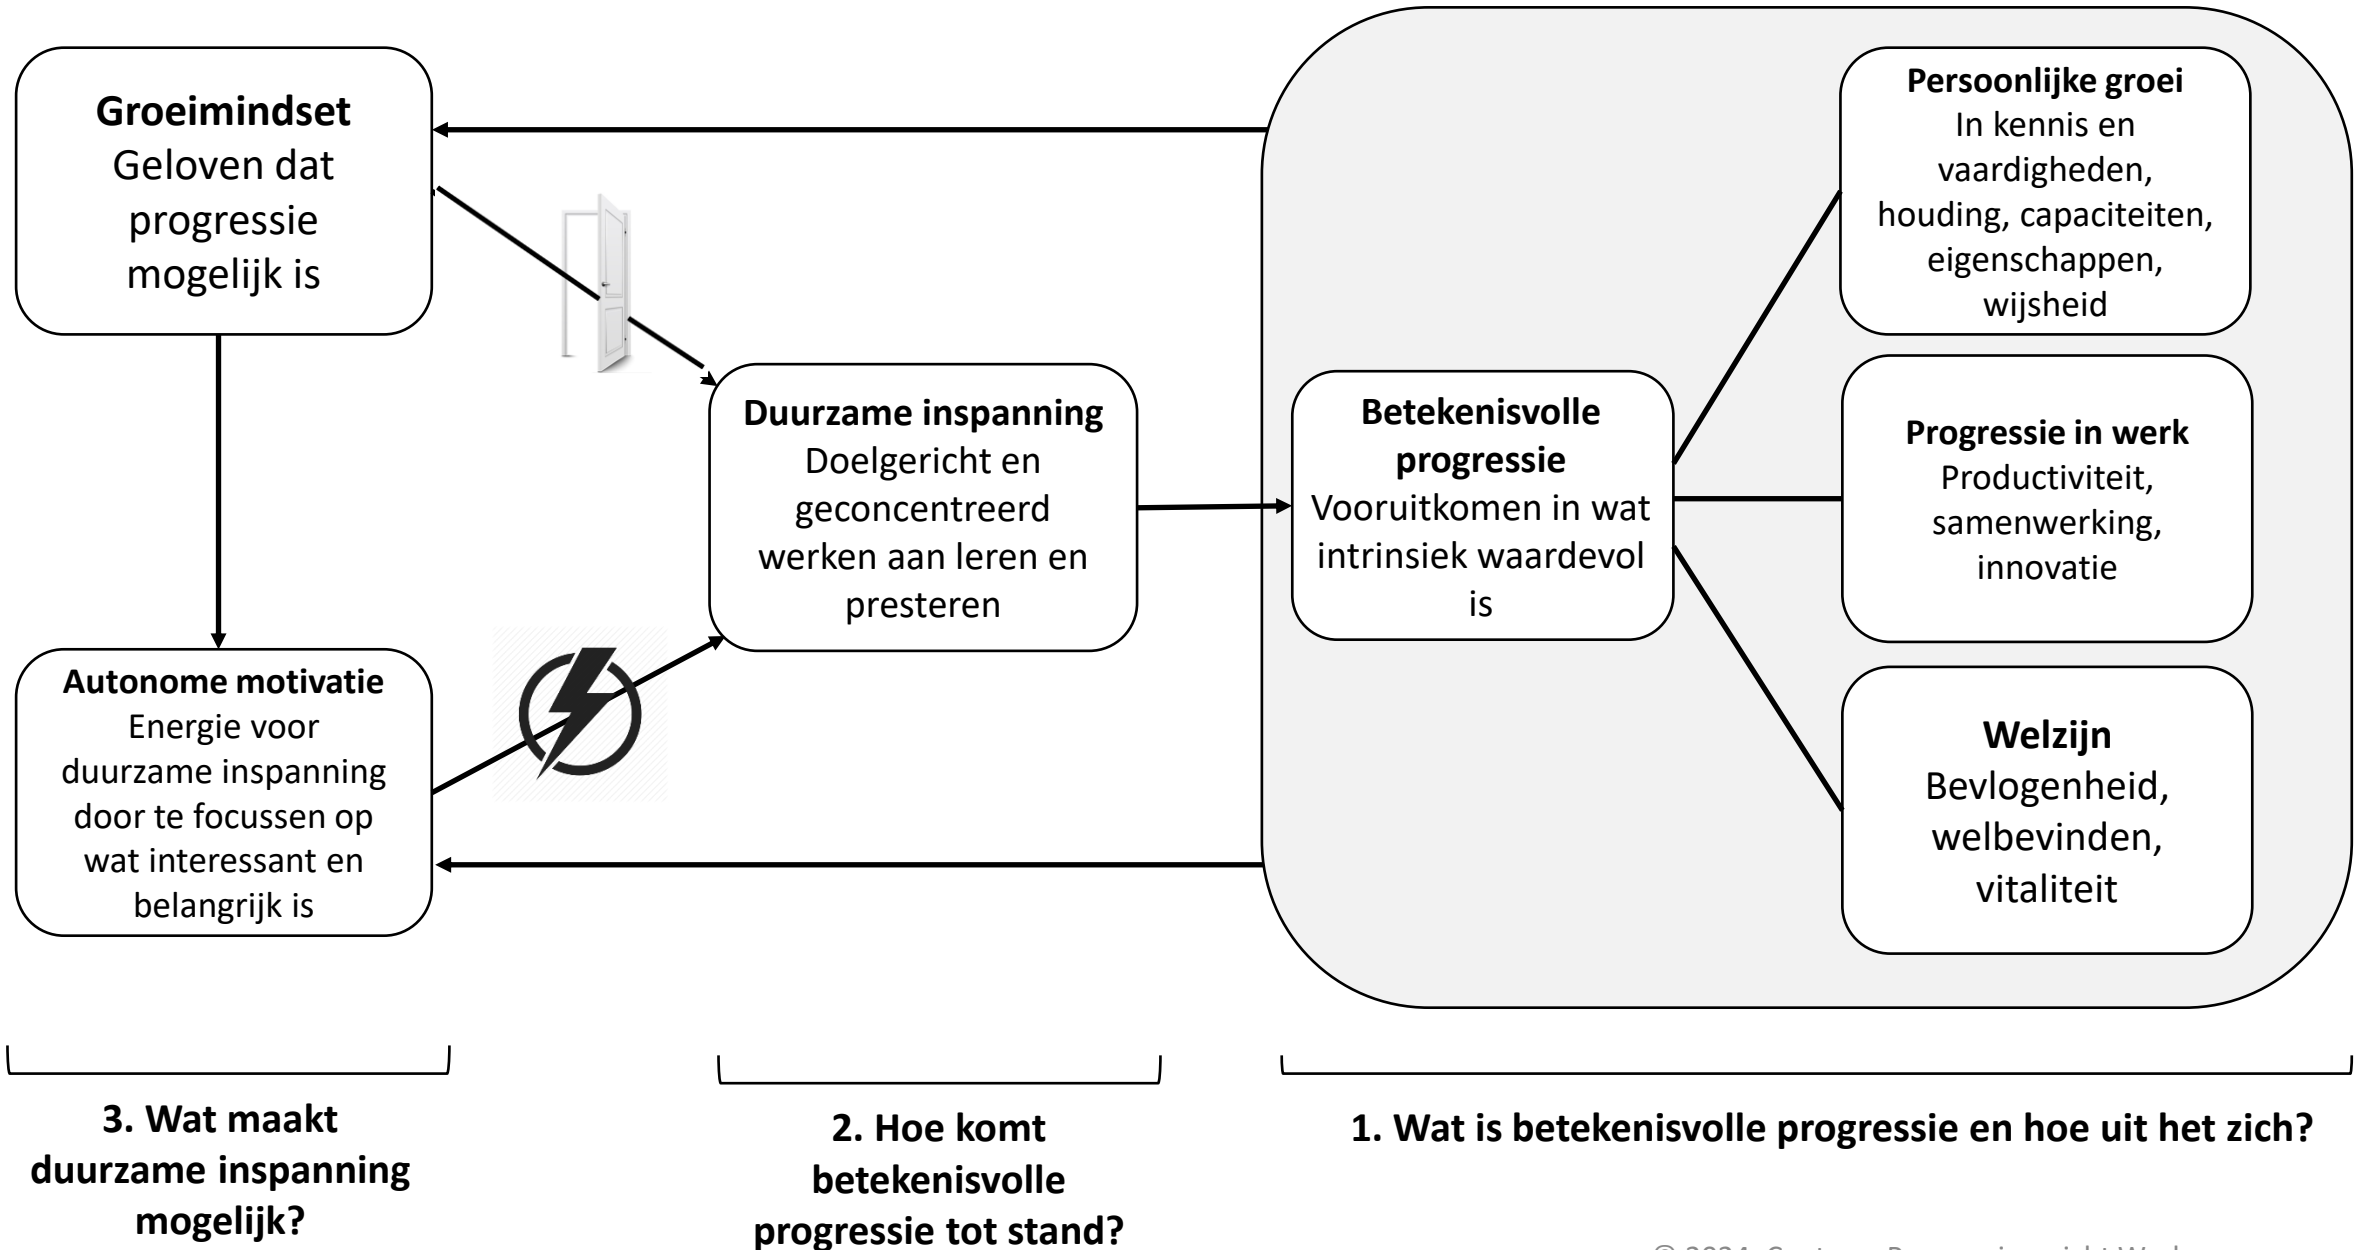 Groeimindset
Geloven dat
progressie
mogelijk is
Autonome motivatie
Energie voor
duurzame inspanning
door te focussen op
wat interessant en
belangrijk is
Duurzame inspanning
Doelgericht en
geconcentreerd
werken aan leren en
presteren
Betekenisvolle
progressie
Vooruitkomen in wat
intrinsiek waardevol
is
Persoonlijke groei
In kennis en
vaardigheden,
houding, capaciteiten,
eigenschappen,
wijsheid
Progressie in werk
Productiviteit,
samenwerking,
innovatie
Welzijn
Bevlogenheid,
welbevinden,
vitaliteit
3. Wat maakt
duurzame inspanning
mogelijk?
2. Hoe komt
betekenisvolle
progressie tot stand?
1. Wat is betekenisvolle progressie en hoe uit het zich?